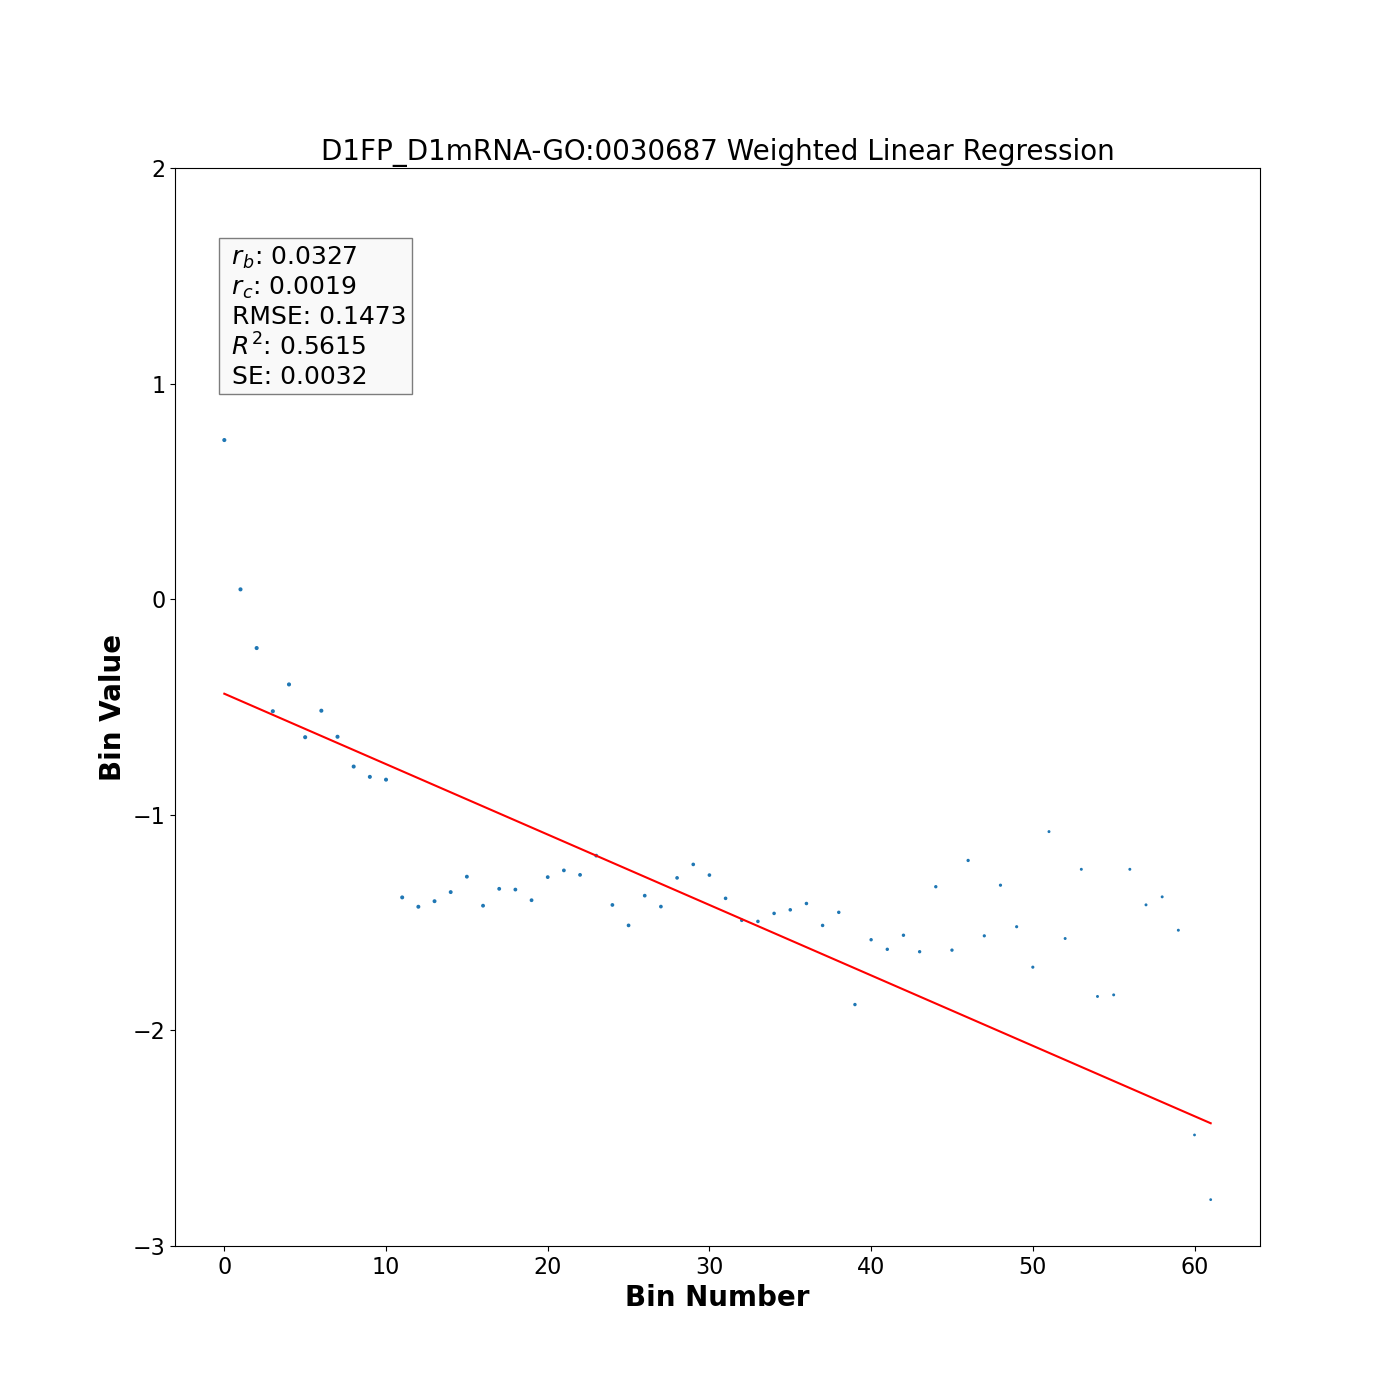 D1FP_D1mRNA-GO:0030687 Weighted Linear Regression
2
r_b: 0.0327
r_c: 0.0019
RMSE: 0.1473
R²: 0.5615
SE: 0.0032
1
0
Bin Value
−1
−2
−3
0 10 20 30 40 50 60
Bin Number